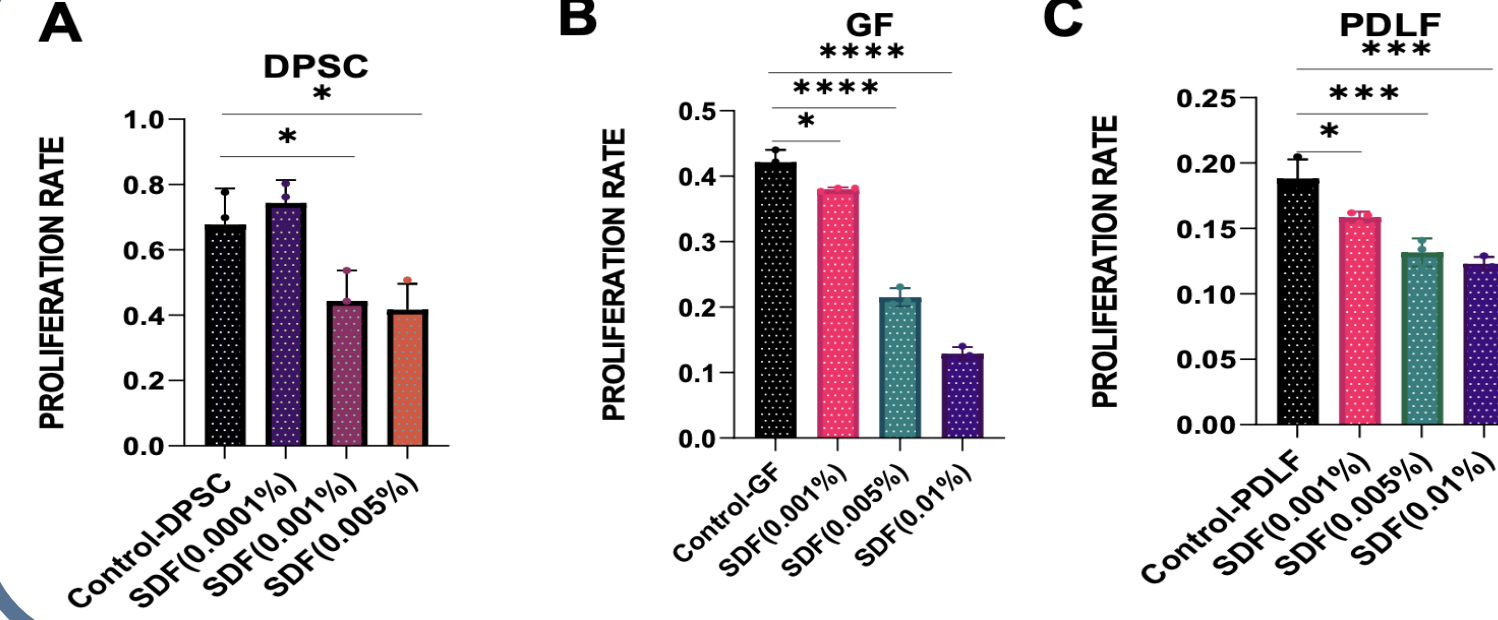 A
DPSC
*
*
PROLIFERATION RATE
1.0
0.8
0.6
0.4
0.2
0.0
Control-DPSC
SDF(0.0001%)
SDF(0.001%)
SDF(0.005%)
B
GF
****
****
*
PROLIFERATION RATE
0.5
0.4
0.3
0.2
0.1
0.0
Control-GF
SDF(0.001%)
SDF(0.005%)
SDF(0.01%)
C
PDLF
***
***
*
PROLIFERATION RATE
0.25
0.20
0.15
0.10
0.05
0.00
Control-PDLF
SDF(0.001%)
SDF(0.005%)
SDF(0.01%)